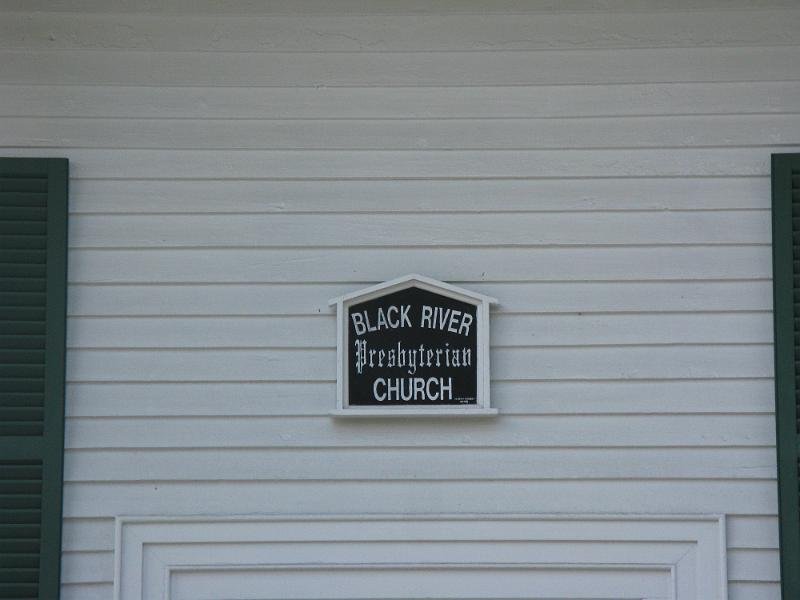 BLACK RIVER
Presbyterian
CHURCH